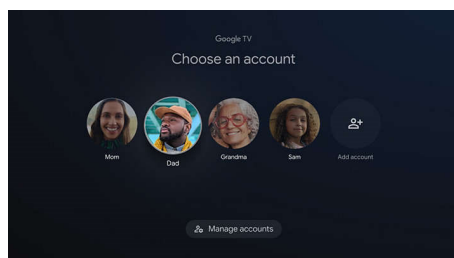 Google TV
Choose an account
Mom
Dad
Grandma
Sam
Add account
Manage accounts